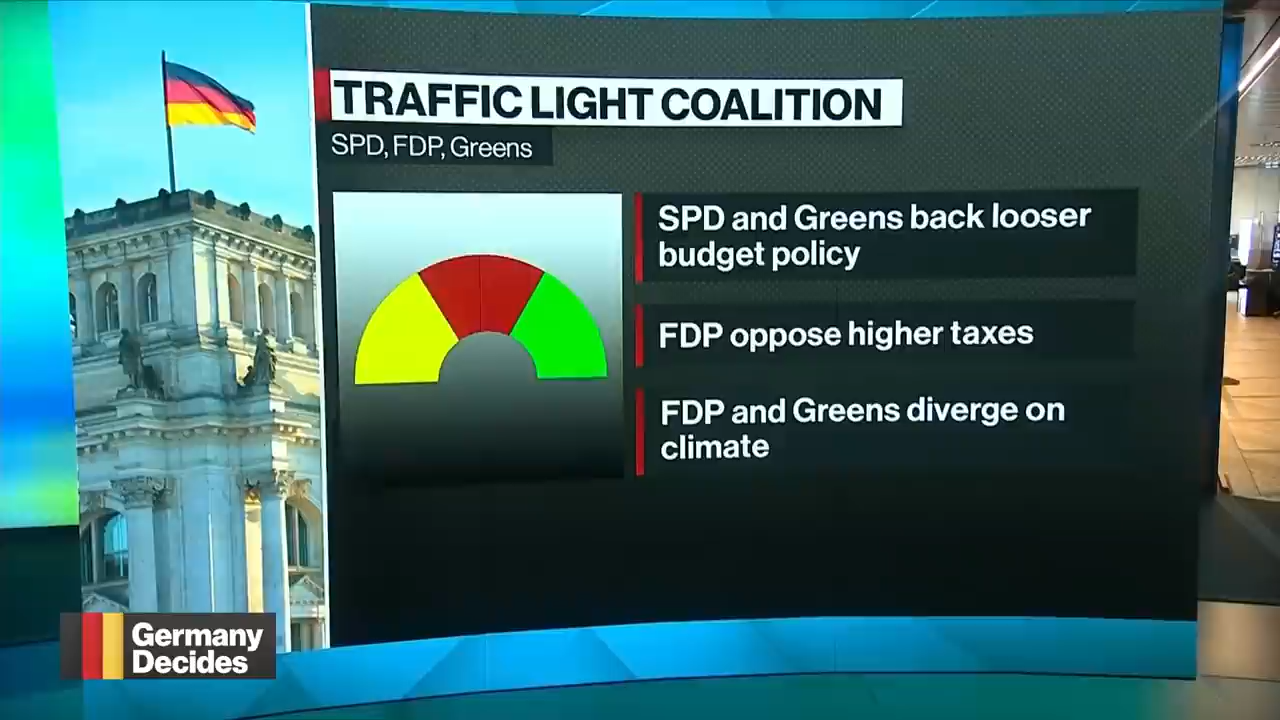 TRAFFIC LIGHT COALITION
SPD, FDP, Greens
SPD and Greens back looser
budget policy
FDP oppose higher taxes
FDP and Greens diverge on
climate
Germany
Decides